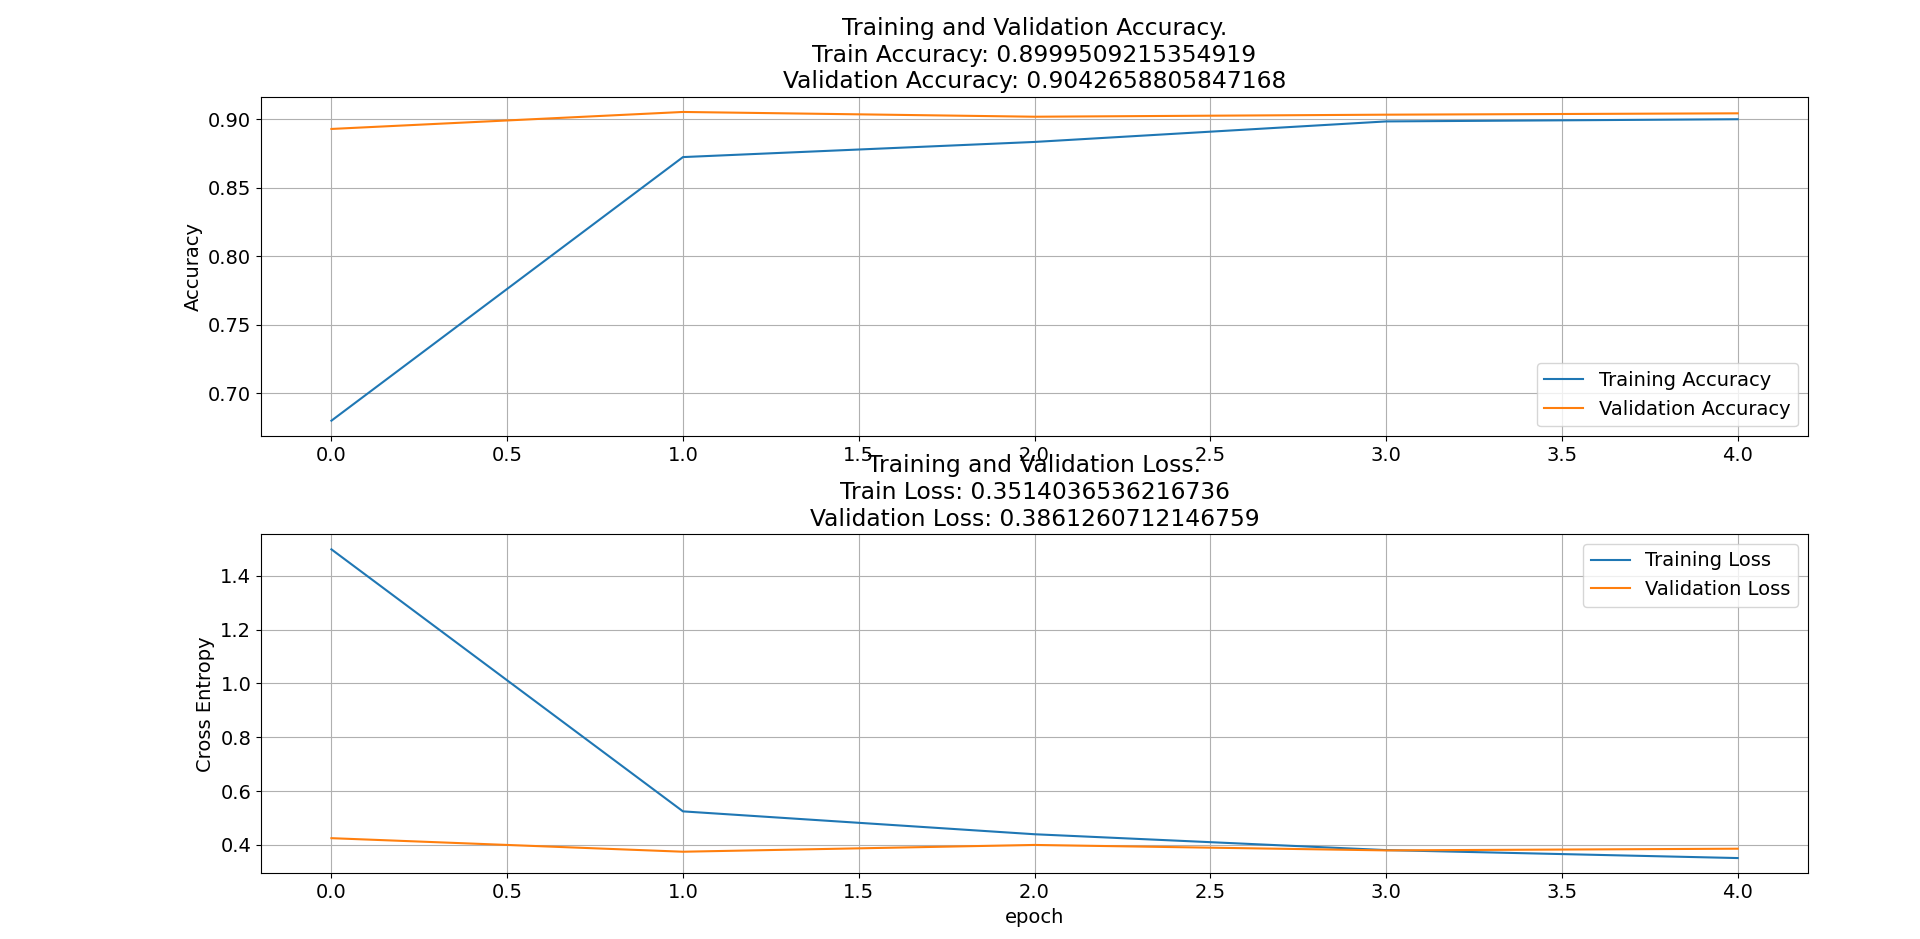 Training and Validation Accuracy.
Train Accuracy: 0.8999509215354919
Validation Accuracy: 0.9042658805847168
0.90
0.85
0.80
0.75
0.70
Accuracy
Training Accuracy
Validation Accuracy
0.0 0.5 1.0 1.5 2.0 2.5 3.0 3.5 4.0
Training and Validation Loss.
Train Loss: 0.3514036536216736
Validation Loss: 0.3861260712146759
1.4
1.2
1.0
0.8
0.6
0.4
Cross Entropy
Training Loss
Validation Loss
0.0 0.5 1.0 1.5 2.0 2.5 3.0 3.5 4.0
epoch